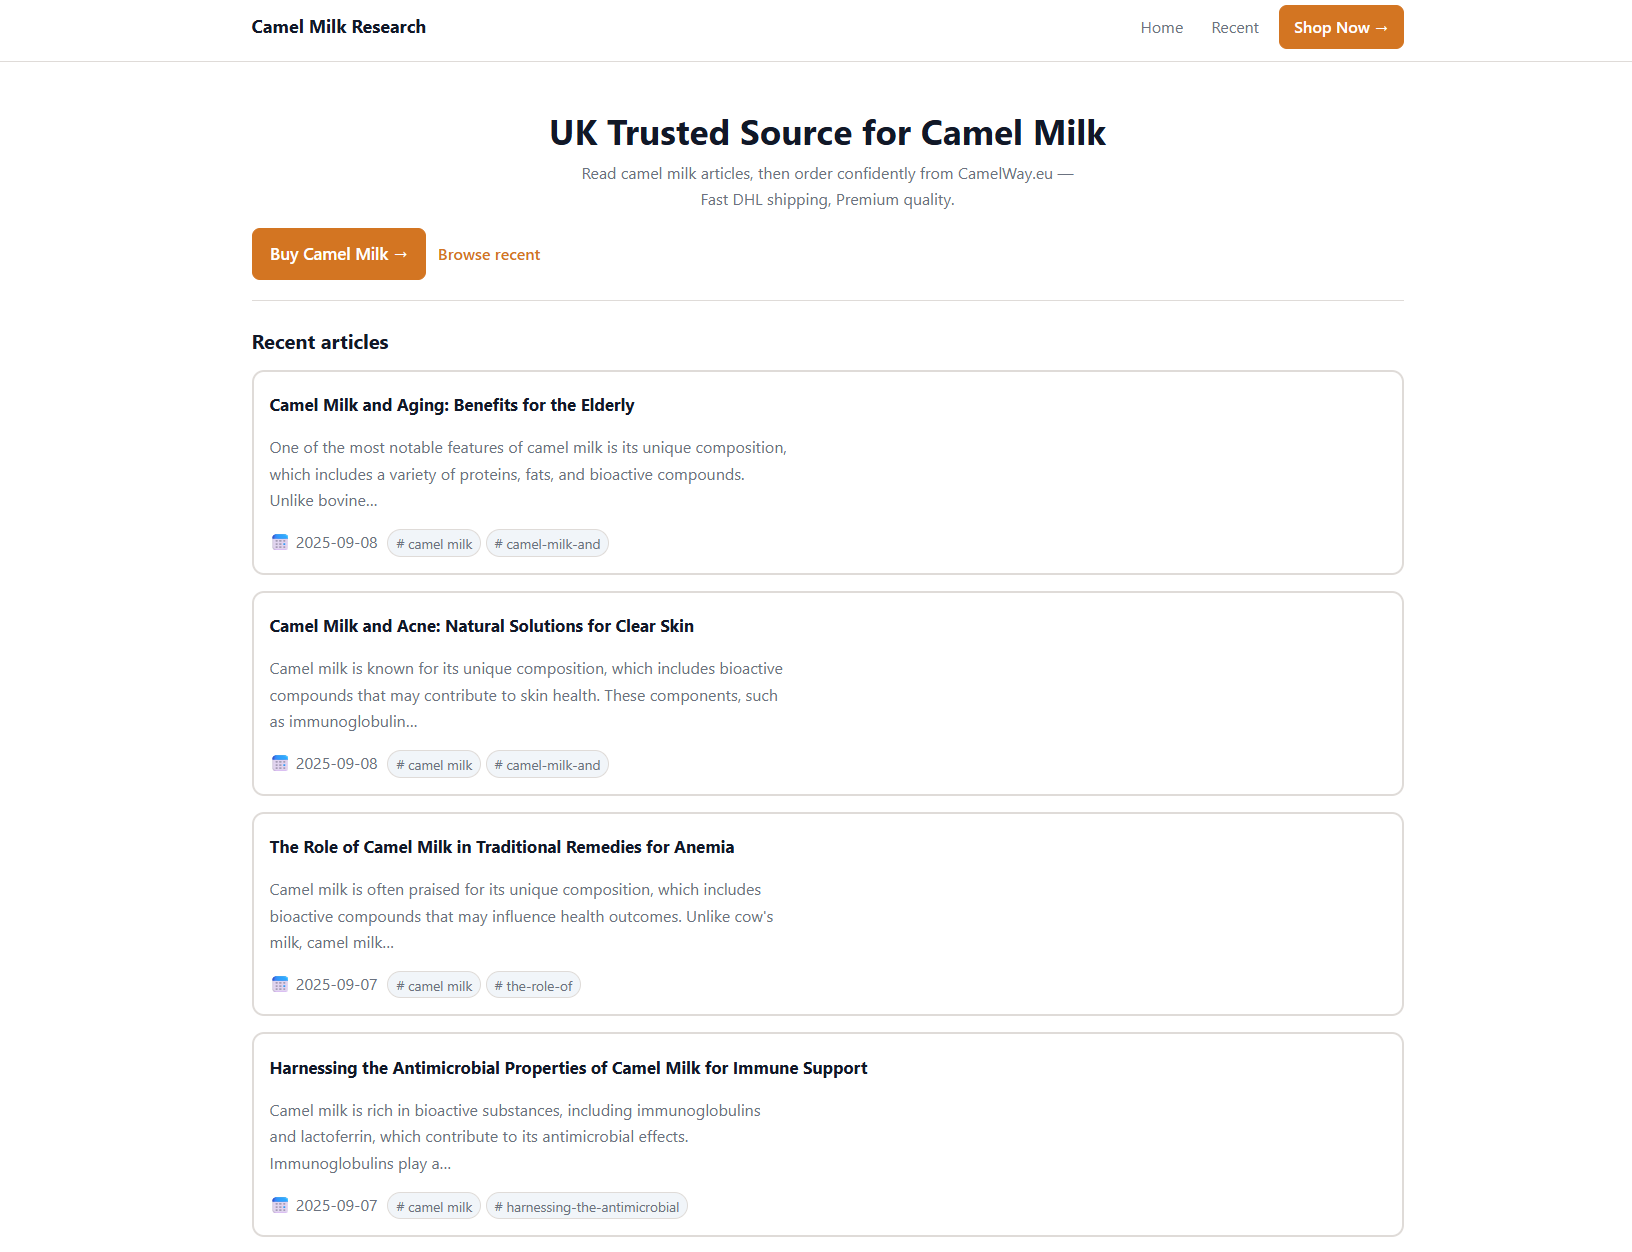 Camel Milk Research
Home
Recent
Shop Now →
UK Trusted Source for Camel Milk
Read camel milk articles, then order confidently from CamelWay.eu —
Fast DHL shipping, Premium quality.
Buy Camel Milk →
Browse recent
Recent articles
Camel Milk and Aging: Benefits for the Elderly
One of the most notable features of camel milk is its unique composition,
which includes a variety of proteins, fats, and bioactive compounds.
Unlike bovine...
2025-09-08
# camel milk
# camel-milk-and
Camel Milk and Acne: Natural Solutions for Clear Skin
Camel milk is known for its unique composition, which includes bioactive
compounds that may contribute to skin health. These components, such
as immunoglobulin...
2025-09-08
# camel milk
# camel-milk-and
The Role of Camel Milk in Traditional Remedies for Anemia
Camel milk is often praised for its unique composition, which includes
bioactive compounds that may influence health outcomes. Unlike cow's
milk, camel milk...
2025-09-07
# camel milk
# the-role-of
Harnessing the Antimicrobial Properties of Camel Milk for Immune Support
Camel milk is rich in bioactive substances, including immunoglobulins
and lactoferrin, which contribute to its antimicrobial effects.
Immunoglobulins play a...
2025-09-07
# camel milk
# harnessing-the-antimicrobial